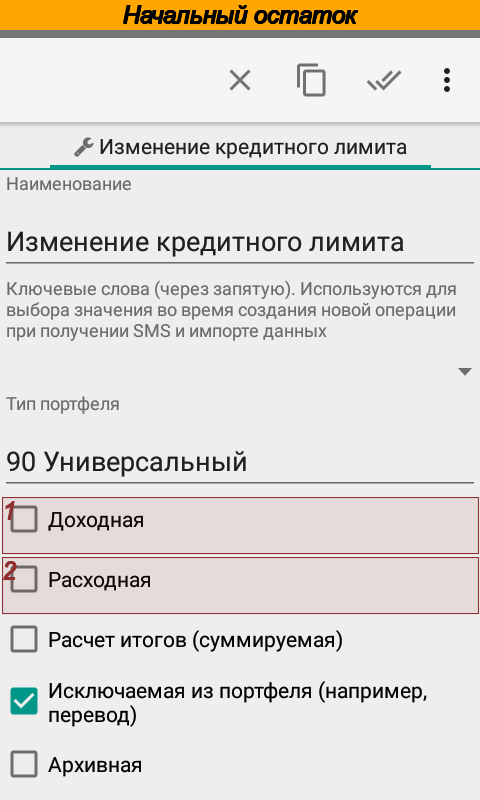 Начальный остаток
Изменение кредитного лимита
Наименование
Изменение кредитного лимита
Ключевые слова (через запятую). Используются для
выбора значения во время создания новой операции
при получении SMS и импорте данных
Тип портфеля
90 Универсальный
1 Доходная
2 Расходная
Расчет итогов (суммируемая)
Исключаемая из портфеля (например,
перевод)
Архивная